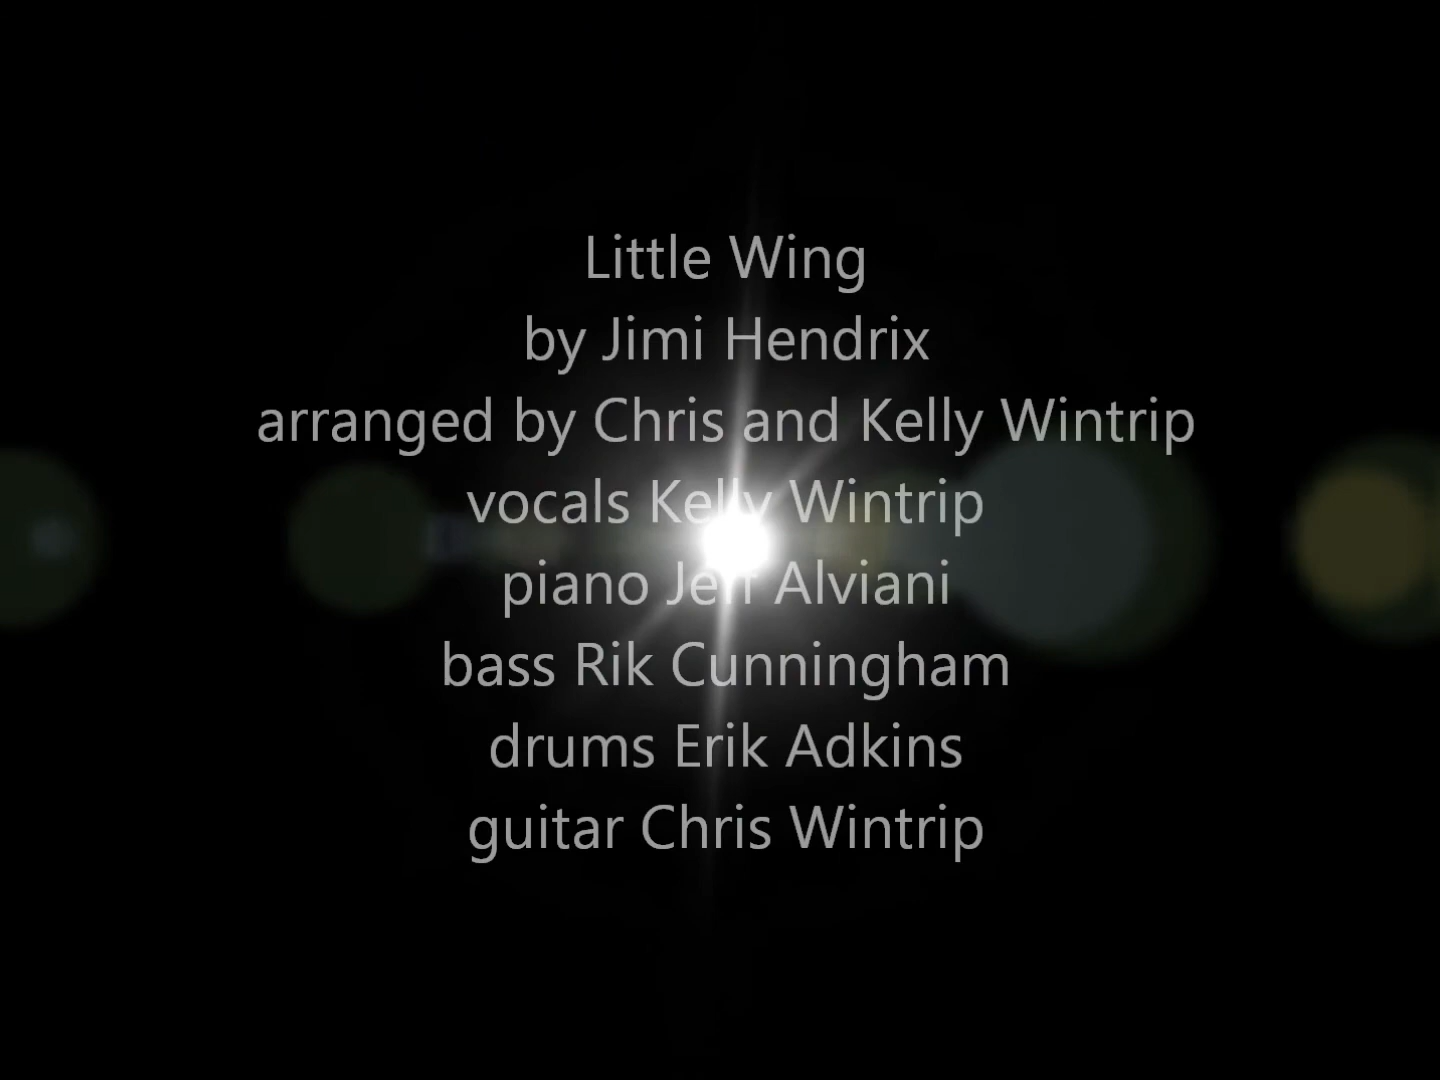 Little Wing
by Jimi Hendrix
arranged by Chris and Kelly Wintrip
vocals Kelly Wintrip
piano Jeff Alviani
bass Rik Cunningham
drums Erik Adkins
guitar Chris Wintrip